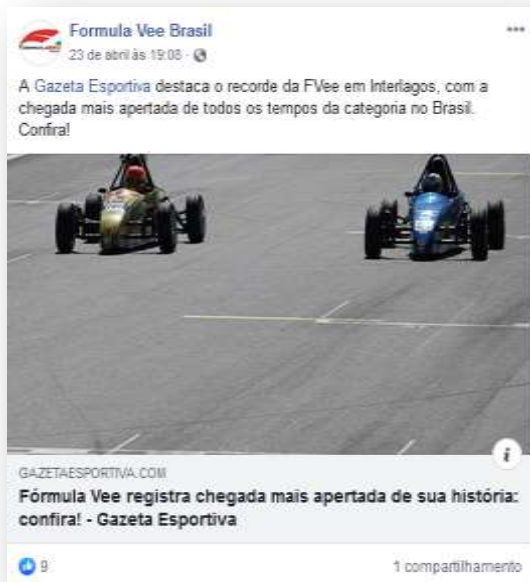 Formula Vee Brasil
23 de abril às 19:08 ·
A Gazeta Esportiva destaca o recorde da FVee em Interlagos, com a
chegada mais apertada de todos os tempos da categoria no Brasil.
Confira!
GAZETAESPORTIVA.COM
Fórmula Vee registra chegada mais apertada de sua história:
confira! - Gazeta Esportiva
9
1 compartilhamento